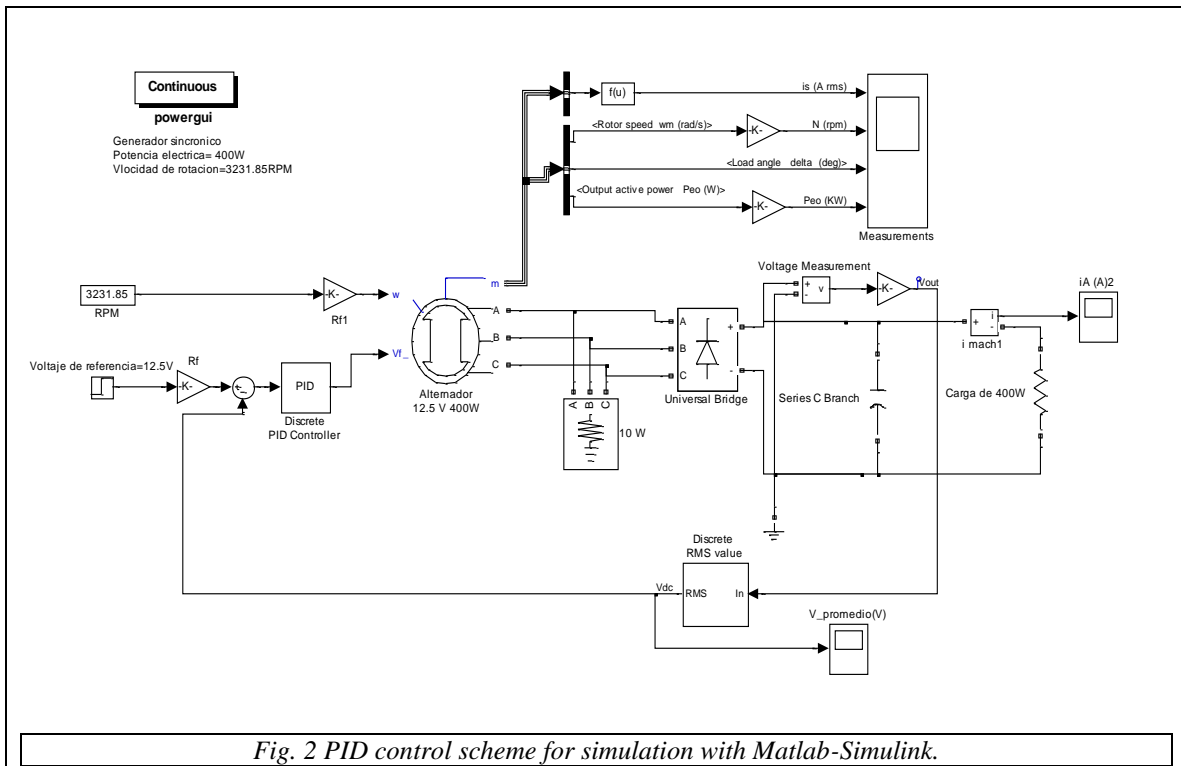 Continuous
powergui
Generador sincronico
Potencia electrica= 400W
Vlocidad de rotacion=3231.85RPM
f(u)
is (A rms)
<Rotor speed wm (rad/s)>
-K-
N (rpm)
<Load angle delta (deg)>
<Output active power Peo (W)>
-K-
Peo (KW)
Measurements
3231.85
RPM
-K-
Rf1
w
m
A
B
C
Vf_
Alternador
12.5 V 400W
A B C
10 W
A
B
C
+
-
Universal Bridge
Voltage Measurement
+
-
v
-K-
Vout
+
i
-
i mach1
iA (A)2
Series C Branch
Carga de 400W
Voltaje de referencia=12.5V
Rf
-K-
PID
Discrete
PID Controller
Discrete
RMS value
Vdc
RMS
In
V_promedio(V)
Fig. 2 PID control scheme for simulation with Matlab-Simulink.